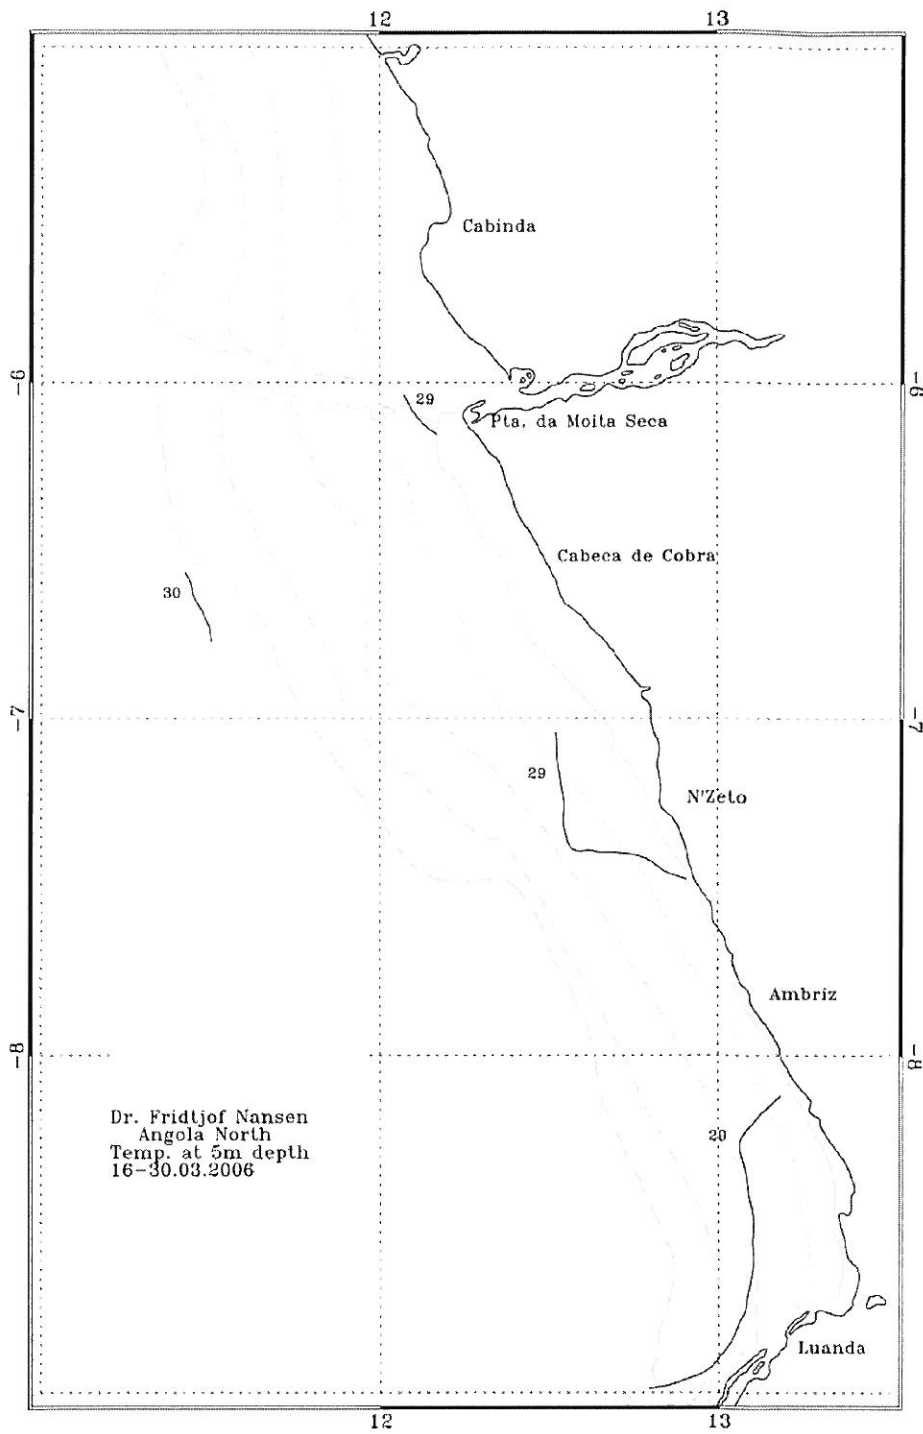 12 13
Cabinda
-6 -6
29
Pta. da Moita Seca
Cabeca de Cobra
30
-7 -7
29
N'Zeto
Ambriz
-8 -8
Dr. Fridtjof Nansen
Angola North
Temp. at 5m depth
16-30.03.2006
Luanda
12 13